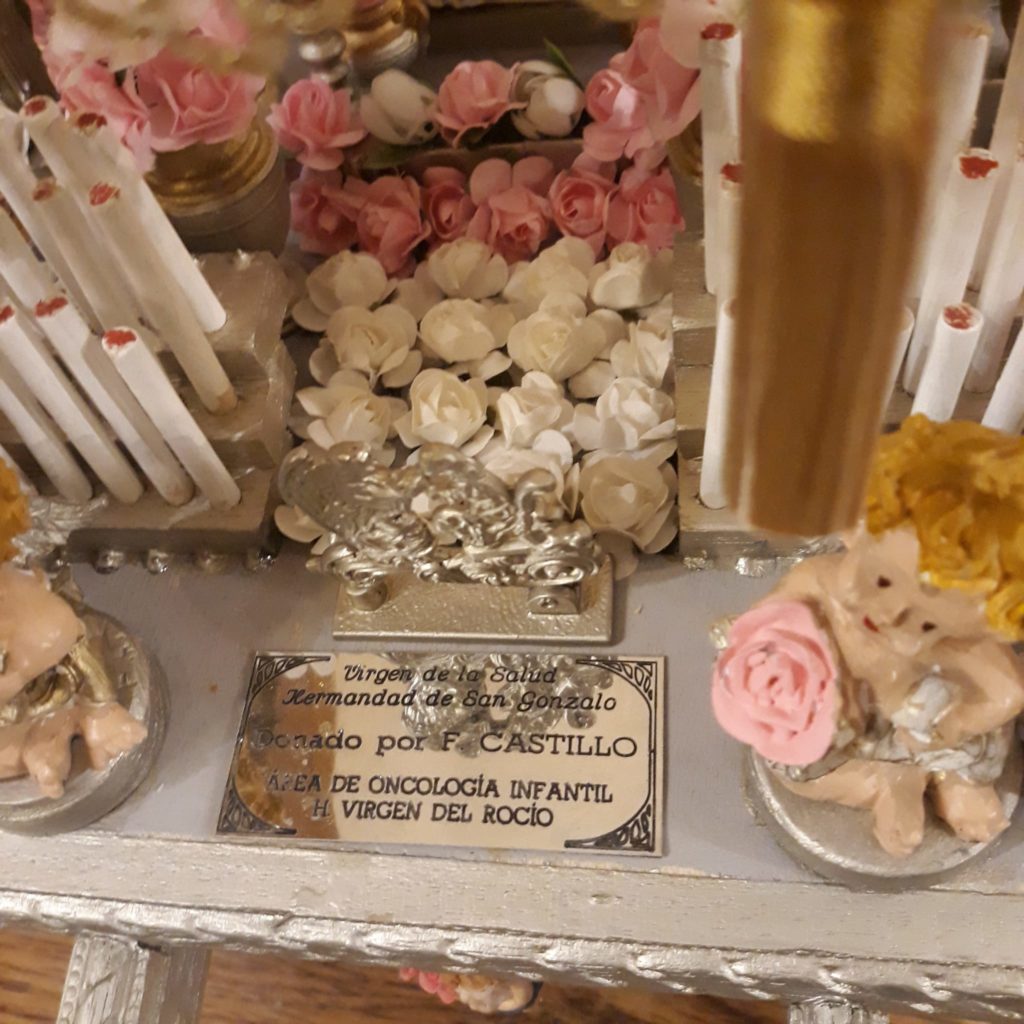 Virgen de la Salud
Hermandad de San Gonzalo
Donado por F. CASTILLO
ÁREA DE ONCOLOGÍA INFANTIL
H. VIRGEN DEL ROCÍO